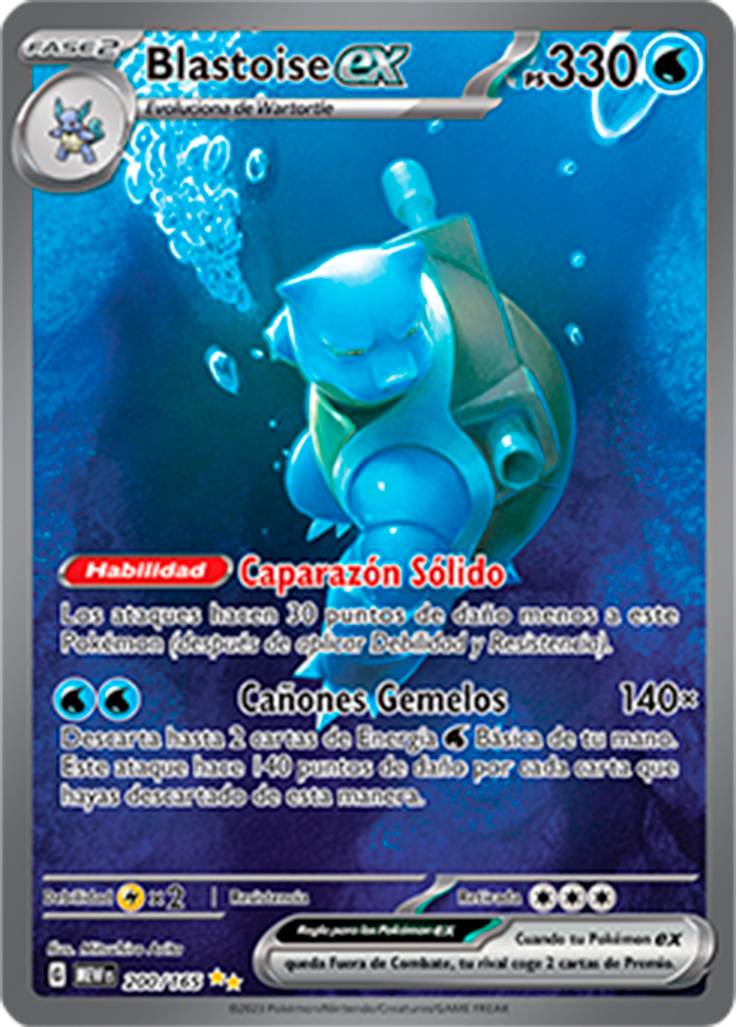 FASE 2
Blastoise ex
PS 330
Evoluciona de Wartortle
Habilidad Caparazón Sólido
Los ataques hacen 30 puntos de daño menos a este
Pokémon (después de aplicar Debilidad y Resistencia).
Cañones Gemelos 140×
Descarta hasta 2 cartas de Energía Básica de tu mano.
Este ataque hace 140 puntos de daño por cada carta que
hayas descartado de esta manera.
Debilidad ×2 Resistencia Retirada
Ilus. Mitsuhiro Arita
Regla para los Pokémon ex
Cuando tu Pokémon ex
queda Fuera de Combate, tu rival coge 2 cartas de Premio.
G MEW 200/165
©2023 Pokémon/Nintendo/Creatures/GAME FREAK